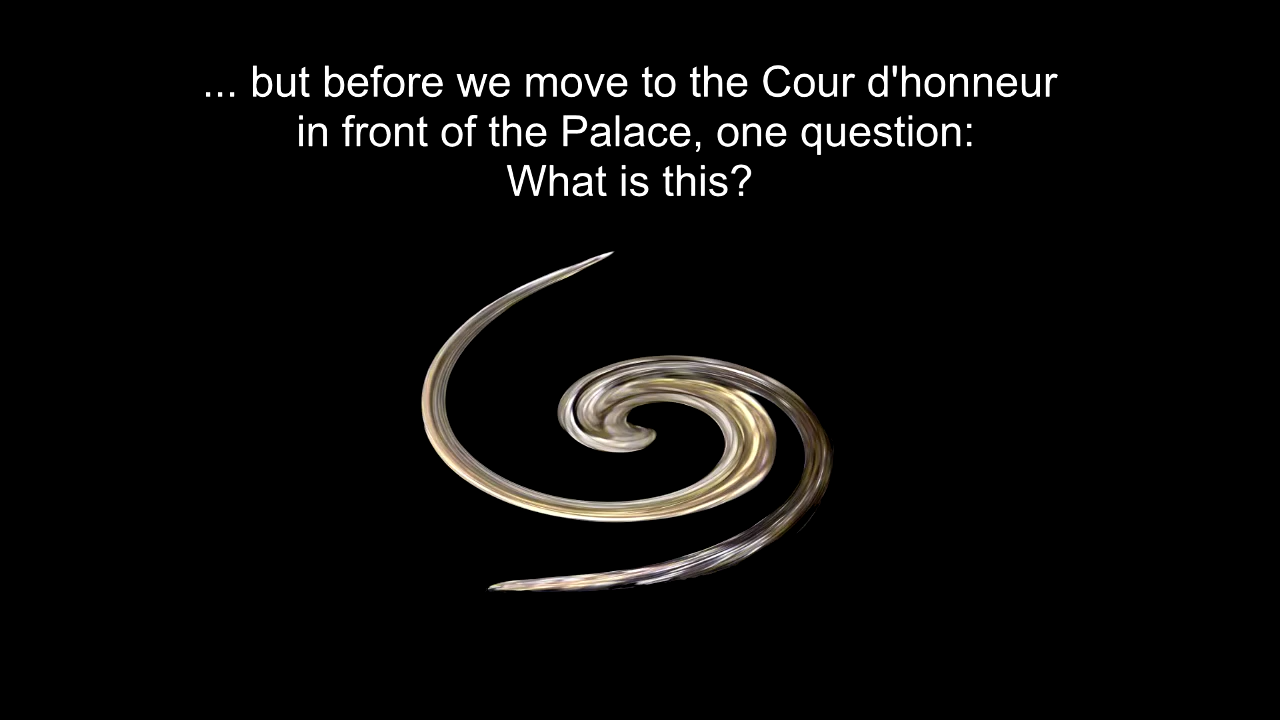 ... but before we move to the Cour d'honneur
in front of the Palace, one question:
What is this?